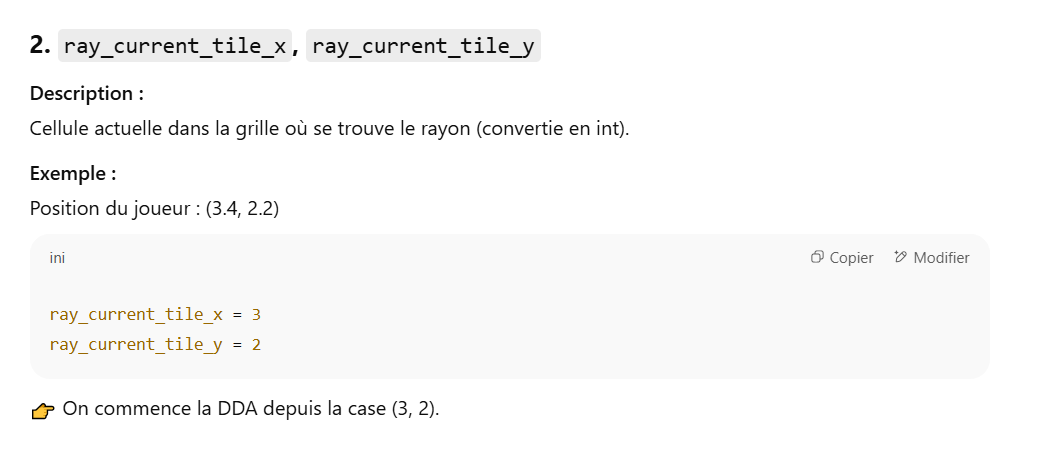 2. ray_current_tile_x, ray_current_tile_y
Description :
Cellule actuelle dans la grille où se trouve le rayon (convertie en int).
Exemple :
Position du joueur : (3.4, 2.2)
ini Copier Modifier
ray_current_tile_x = 3
ray_current_tile_y = 2
👉 On commence la DDA depuis la case (3, 2).